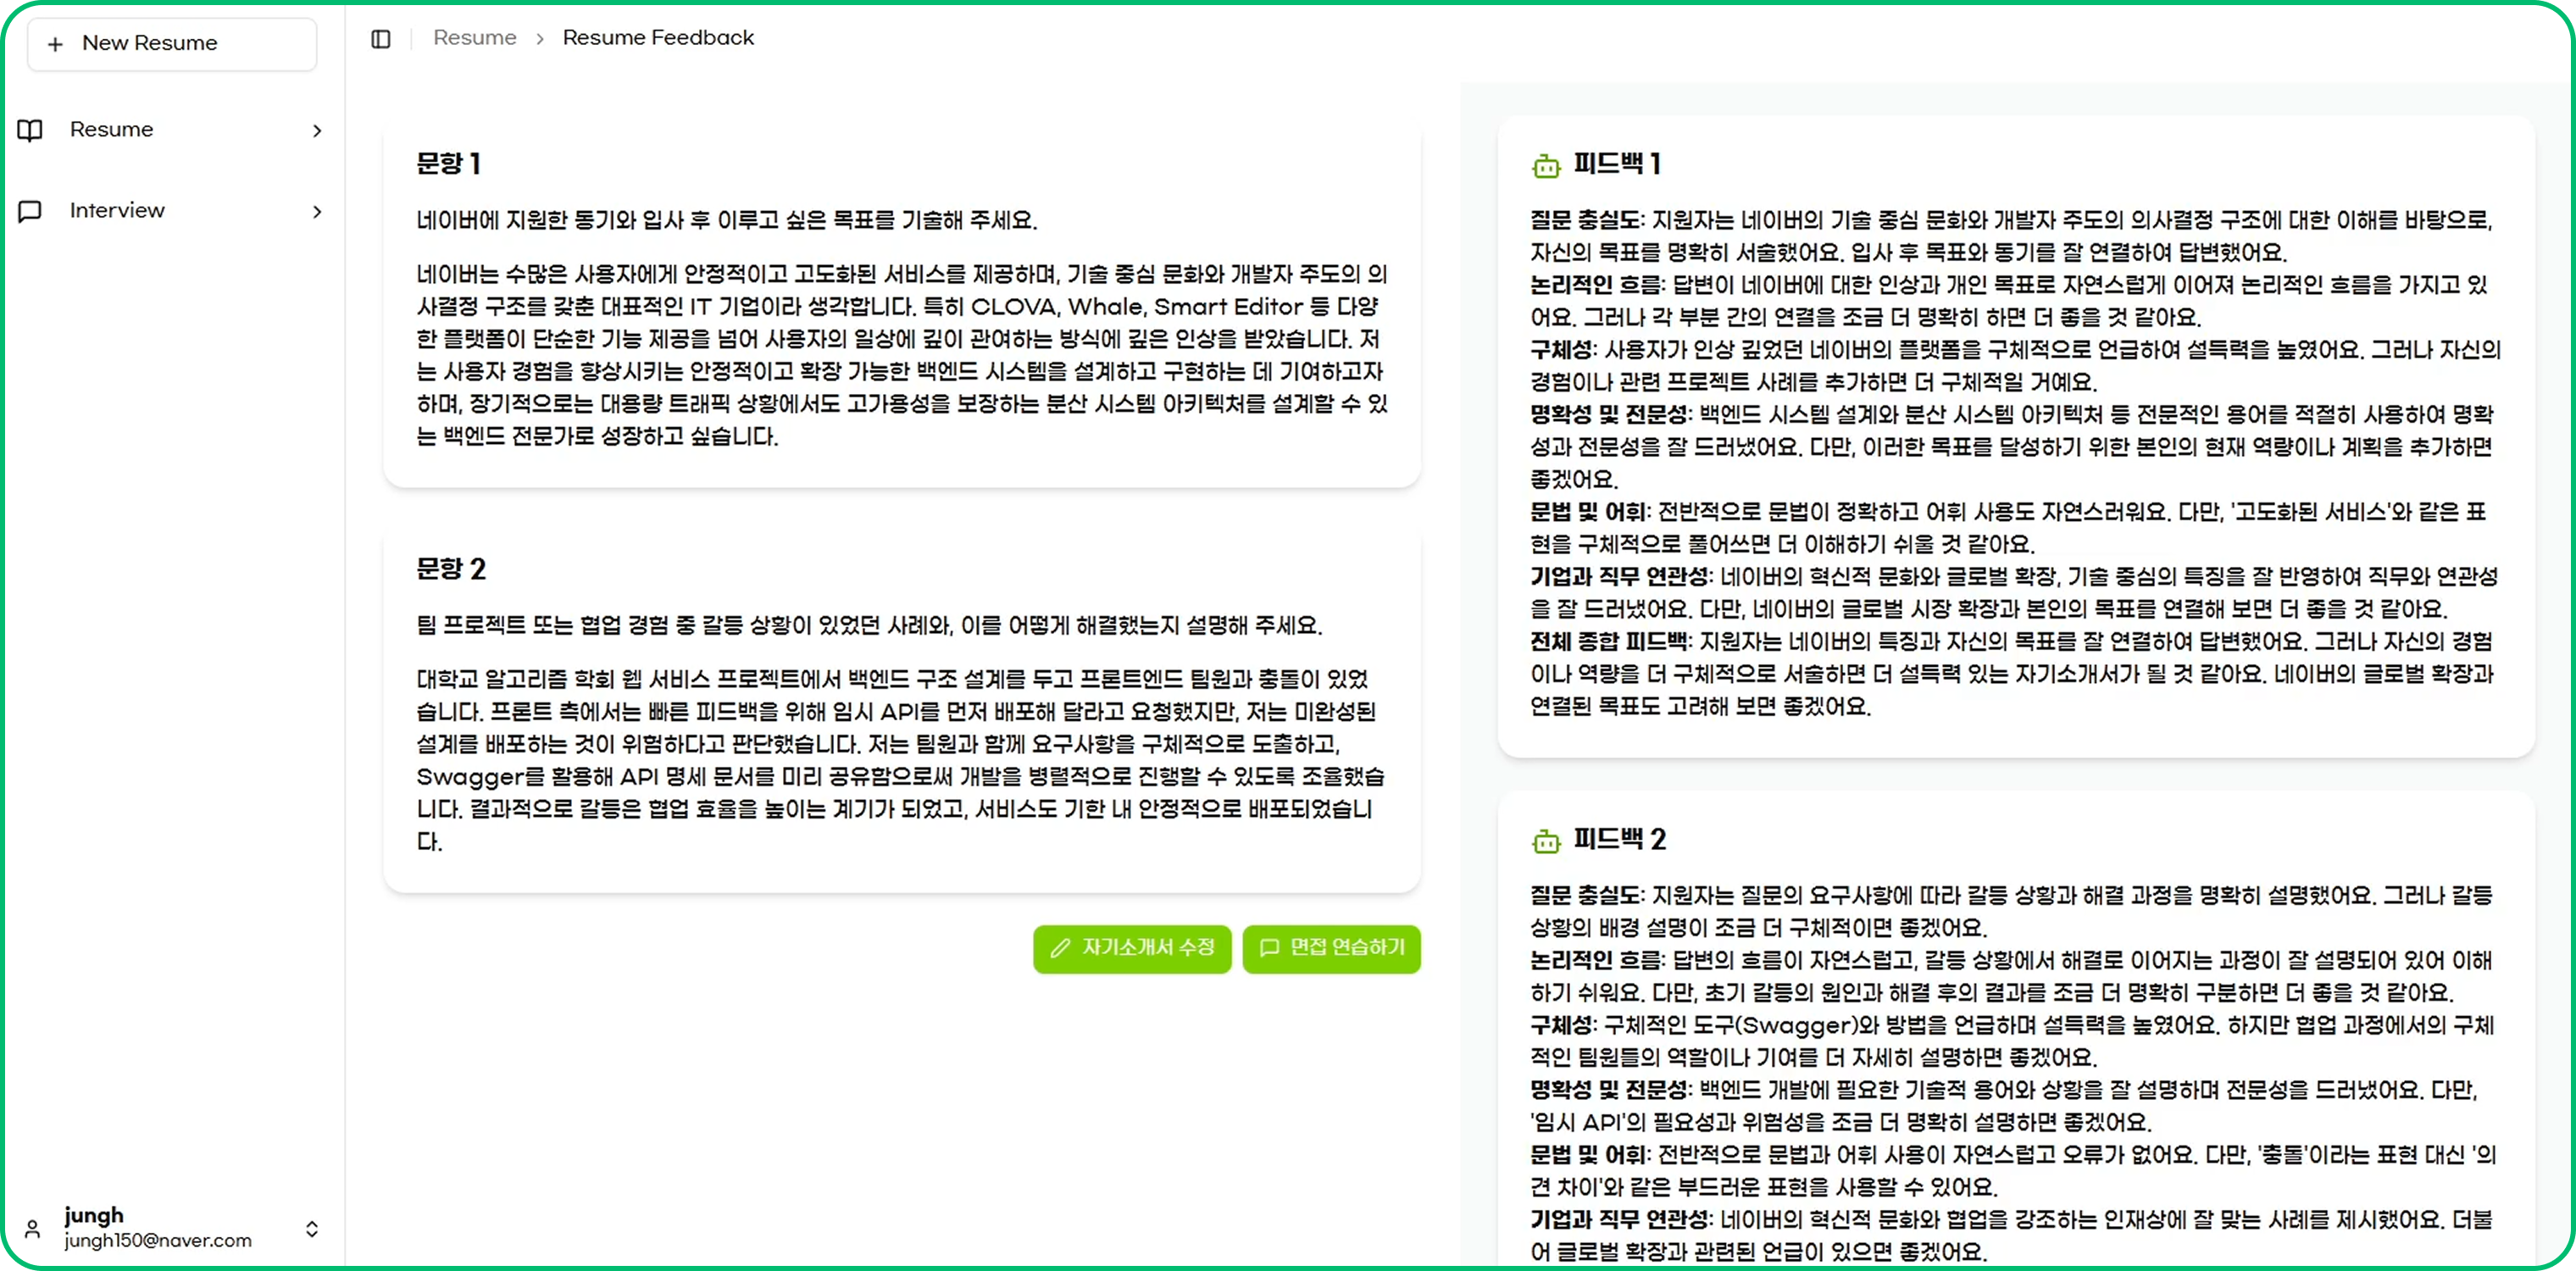 New Resume
Resume
Interview
jungh
jungh150@naver.com
Resume > Resume Feedback
문항 1
네이버에 지원한 동기와 입사 후 이루고 싶은 목표를 기술해 주세요.
네이버는 수많은 사용자에게 안정적이고 고도화된 서비스를 제공하며, 기술 중심 문화와 개발자 주도의 의
사결정 구조를 갖춘 대표적인 IT 기업이라 생각합니다. 특히 CLOVA, Whale, Smart Editor 등 다양
한 플랫폼이 단순한 기능 제공을 넘어 사용자의 일상에 깊이 관여하는 방식에 깊은 인상을 받았습니다. 저
는 사용자 경험을 향상시키는 안정적이고 확장 가능한 백엔드 시스템을 설계하고 구현하는 데 기여하고자
하며, 장기적으로는 대용량 트래픽 상황에서도 고가용성을 보장하는 분산 시스템 아키텍처를 설계할 수 있
는 백엔드 전문가로 성장하고 싶습니다.
문항 2
팀 프로젝트 또는 협업 경험 중 갈등 상황이 있었던 사례와, 이를 어떻게 해결했는지 설명해 주세요.
대학교 알고리즘 학회 웹 서비스 프로젝트에서 백엔드 구조 설계를 두고 프론트엔드 팀원과 충돌이 있었
습니다. 프론트 측에서는 빠른 피드백을 위해 임시 API를 먼저 배포해 달라고 요청했지만, 저는 미완성된
설계를 배포하는 것이 위험하다고 판단했습니다. 저는 팀원과 함께 요구사항을 구체적으로 도출하고,
Swagger를 활용해 API 명세 문서를 미리 공유함으로써 개발을 병렬적으로 진행할 수 있도록 조율했습
니다. 결과적으로 갈등은 협업 효율을 높이는 계기가 되었고, 서비스도 기한 내 안정적으로 배포되었습니
다.
자기소개서 수정
면접 연습하기
피드백 1
질문 충실도: 지원자는 네이버의 기술 중심 문화와 개발자 주도의 의사결정 구조에 대한 이해를 바탕으로,
자신의 목표를 명확히 서술했어요. 입사 후 목표와 동기를 잘 연결하여 답변했어요.
논리적인 흐름: 답변이 네이버에 대한 인상과 개인 목표로 자연스럽게 이어져 논리적인 흐름을 가지고 있
어요. 그러나 각 부분 간의 연결을 조금 더 명확히 하면 더 좋을 것 같아요.
구체성: 사용자가 인상 깊었던 네이버의 플랫폼을 구체적으로 언급하여 설득력을 높였어요. 그러나 자신의
경험이나 관련 프로젝트 사례를 추가하면 더 구체적일 거예요.
명확성 및 전문성: 백엔드 시스템 설계와 분산 시스템 아키텍처 등 전문적인 용어를 적절히 사용하여 명확
성과 전문성을 잘 드러냈어요. 다만, 이러한 목표를 달성하기 위한 본인의 현재 역량이나 계획을 추가하면
좋겠어요.
문법 및 어휘: 전반적으로 문법이 정확하고 어휘 사용도 자연스러워요. 다만, '고도화된 서비스'와 같은 표
현을 구체적으로 풀어쓰면 더 이해하기 쉬울 것 같아요.
기업과 직무 연관성: 네이버의 혁신적 문화와 글로벌 확장, 기술 중심의 특징을 잘 반영하여 직무와 연관성
을 잘 드러냈어요. 다만, 네이버의 글로벌 시장 확장과 본인의 목표를 연결해 보면 더 좋을 것 같아요.
전체 종합 피드백: 지원자는 네이버의 특징과 자신의 목표를 잘 연결하여 답변했어요. 그러나 자신의 경험
이나 역량을 더 구체적으로 서술하면 더 설득력 있는 자기소개서가 될 것 같아요. 네이버의 글로벌 확장과
연결된 목표도 고려해 보면 좋겠어요.
피드백 2
질문 충실도: 지원자는 질문의 요구사항에 따라 갈등 상황과 해결 과정을 명확히 설명했어요. 그러나 갈등
상황의 배경 설명이 조금 더 구체적이면 좋겠어요.
논리적인 흐름: 답변의 흐름이 자연스럽고, 갈등 상황에서 해결로 이어지는 과정이 잘 설명되어 있어 이해
하기 쉬워요. 다만, 초기 갈등의 원인과 해결 후의 결과를 조금 더 명확히 구분하면 더 좋을 것 같아요.
구체성: 구체적인 도구(Swagger)와 방법을 언급하며 설득력을 높였어요. 하지만 협업 과정에서의 구체
적인 팀원들의 역할이나 기여를 더 자세히 설명하면 좋겠어요.
명확성 및 전문성: 백엔드 개발에 필요한 기술적 용어와 상황을 잘 설명하며 전문성을 드러냈어요. 다만,
'임시 API'의 필요성과 위험성을 조금 더 명확히 설명하면 좋겠어요.
문법 및 어휘: 전반적으로 문법과 어휘 사용이 자연스럽고 오류가 없어요. 다만, '충돌'이라는 표현 대신 '의
견 차이'와 같은 부드러운 표현을 사용할 수 있어요.
기업과 직무 연관성: 네이버의 혁신적 문화와 협업을 강조하는 인재상에 잘 맞는 사례를 제시했어요. 더불
어 글로벌 확장과 관련된 언급이 있으면 좋겠어요.